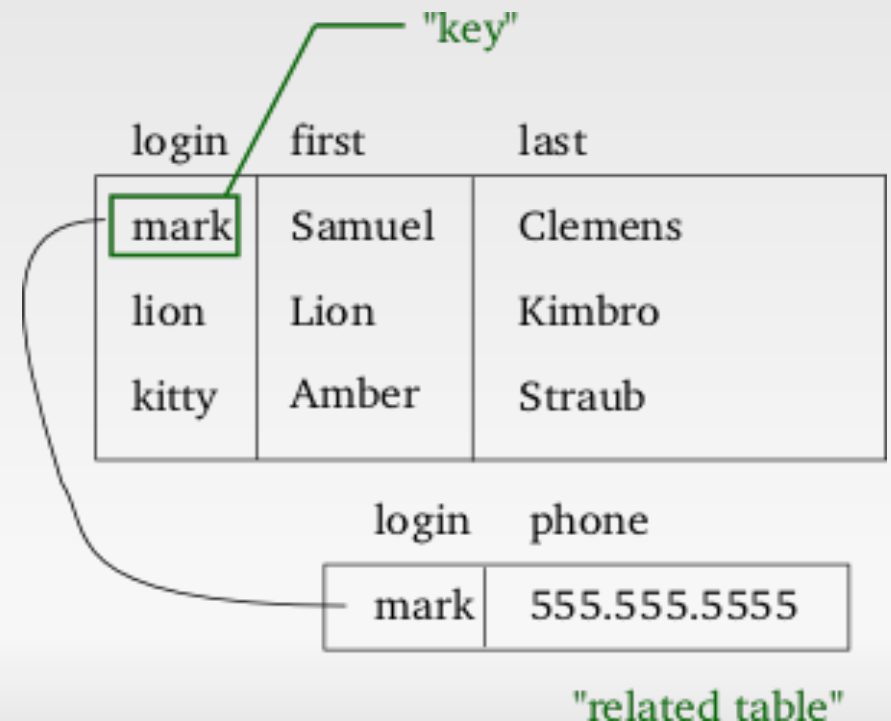 "key"
login first last
mark Samuel Clemens
lion Lion Kimbro
kitty Amber Straub
login phone
mark 555.555.5555
"related table"